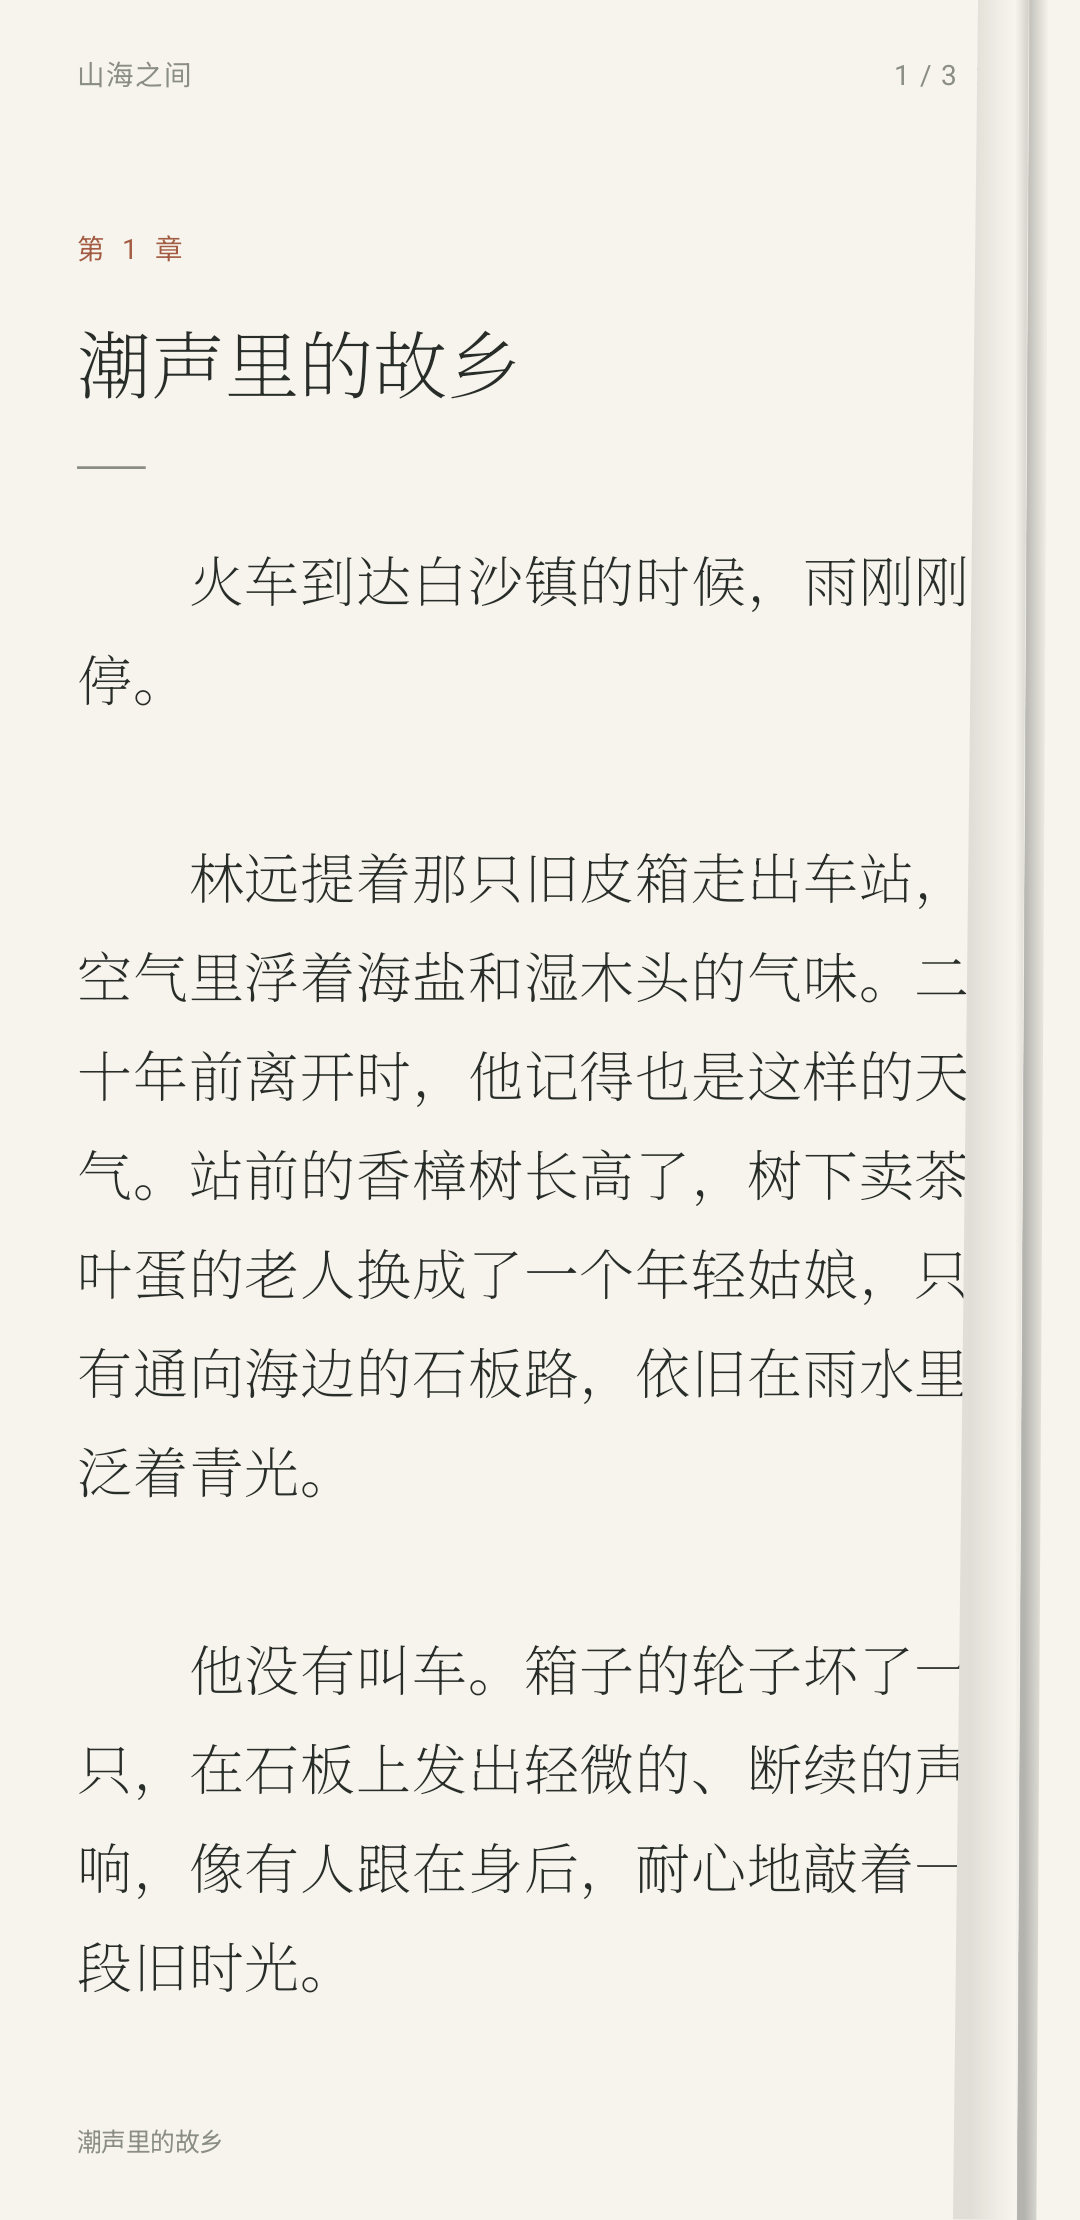 山海之间
1 / 3
第 1 章
潮声里的故乡
火车到达白沙镇的时候，雨刚刚
停。
林远提着那只旧皮箱走出车站，
空气里浮着海盐和湿木头的气味。二
十年前离开时，他记得也是这样的天
气。站前的香樟树长高了，树下卖茶
叶蛋的老人换成了一个年轻姑娘，只
有通向海边的石板路，依旧在雨水里
泛着青光。
他没有叫车。箱子的轮子坏了一
只，在石板上发出轻微的、断续的声
响，像有人跟在身后，耐心地敲着一
段旧时光。
潮声里的故乡